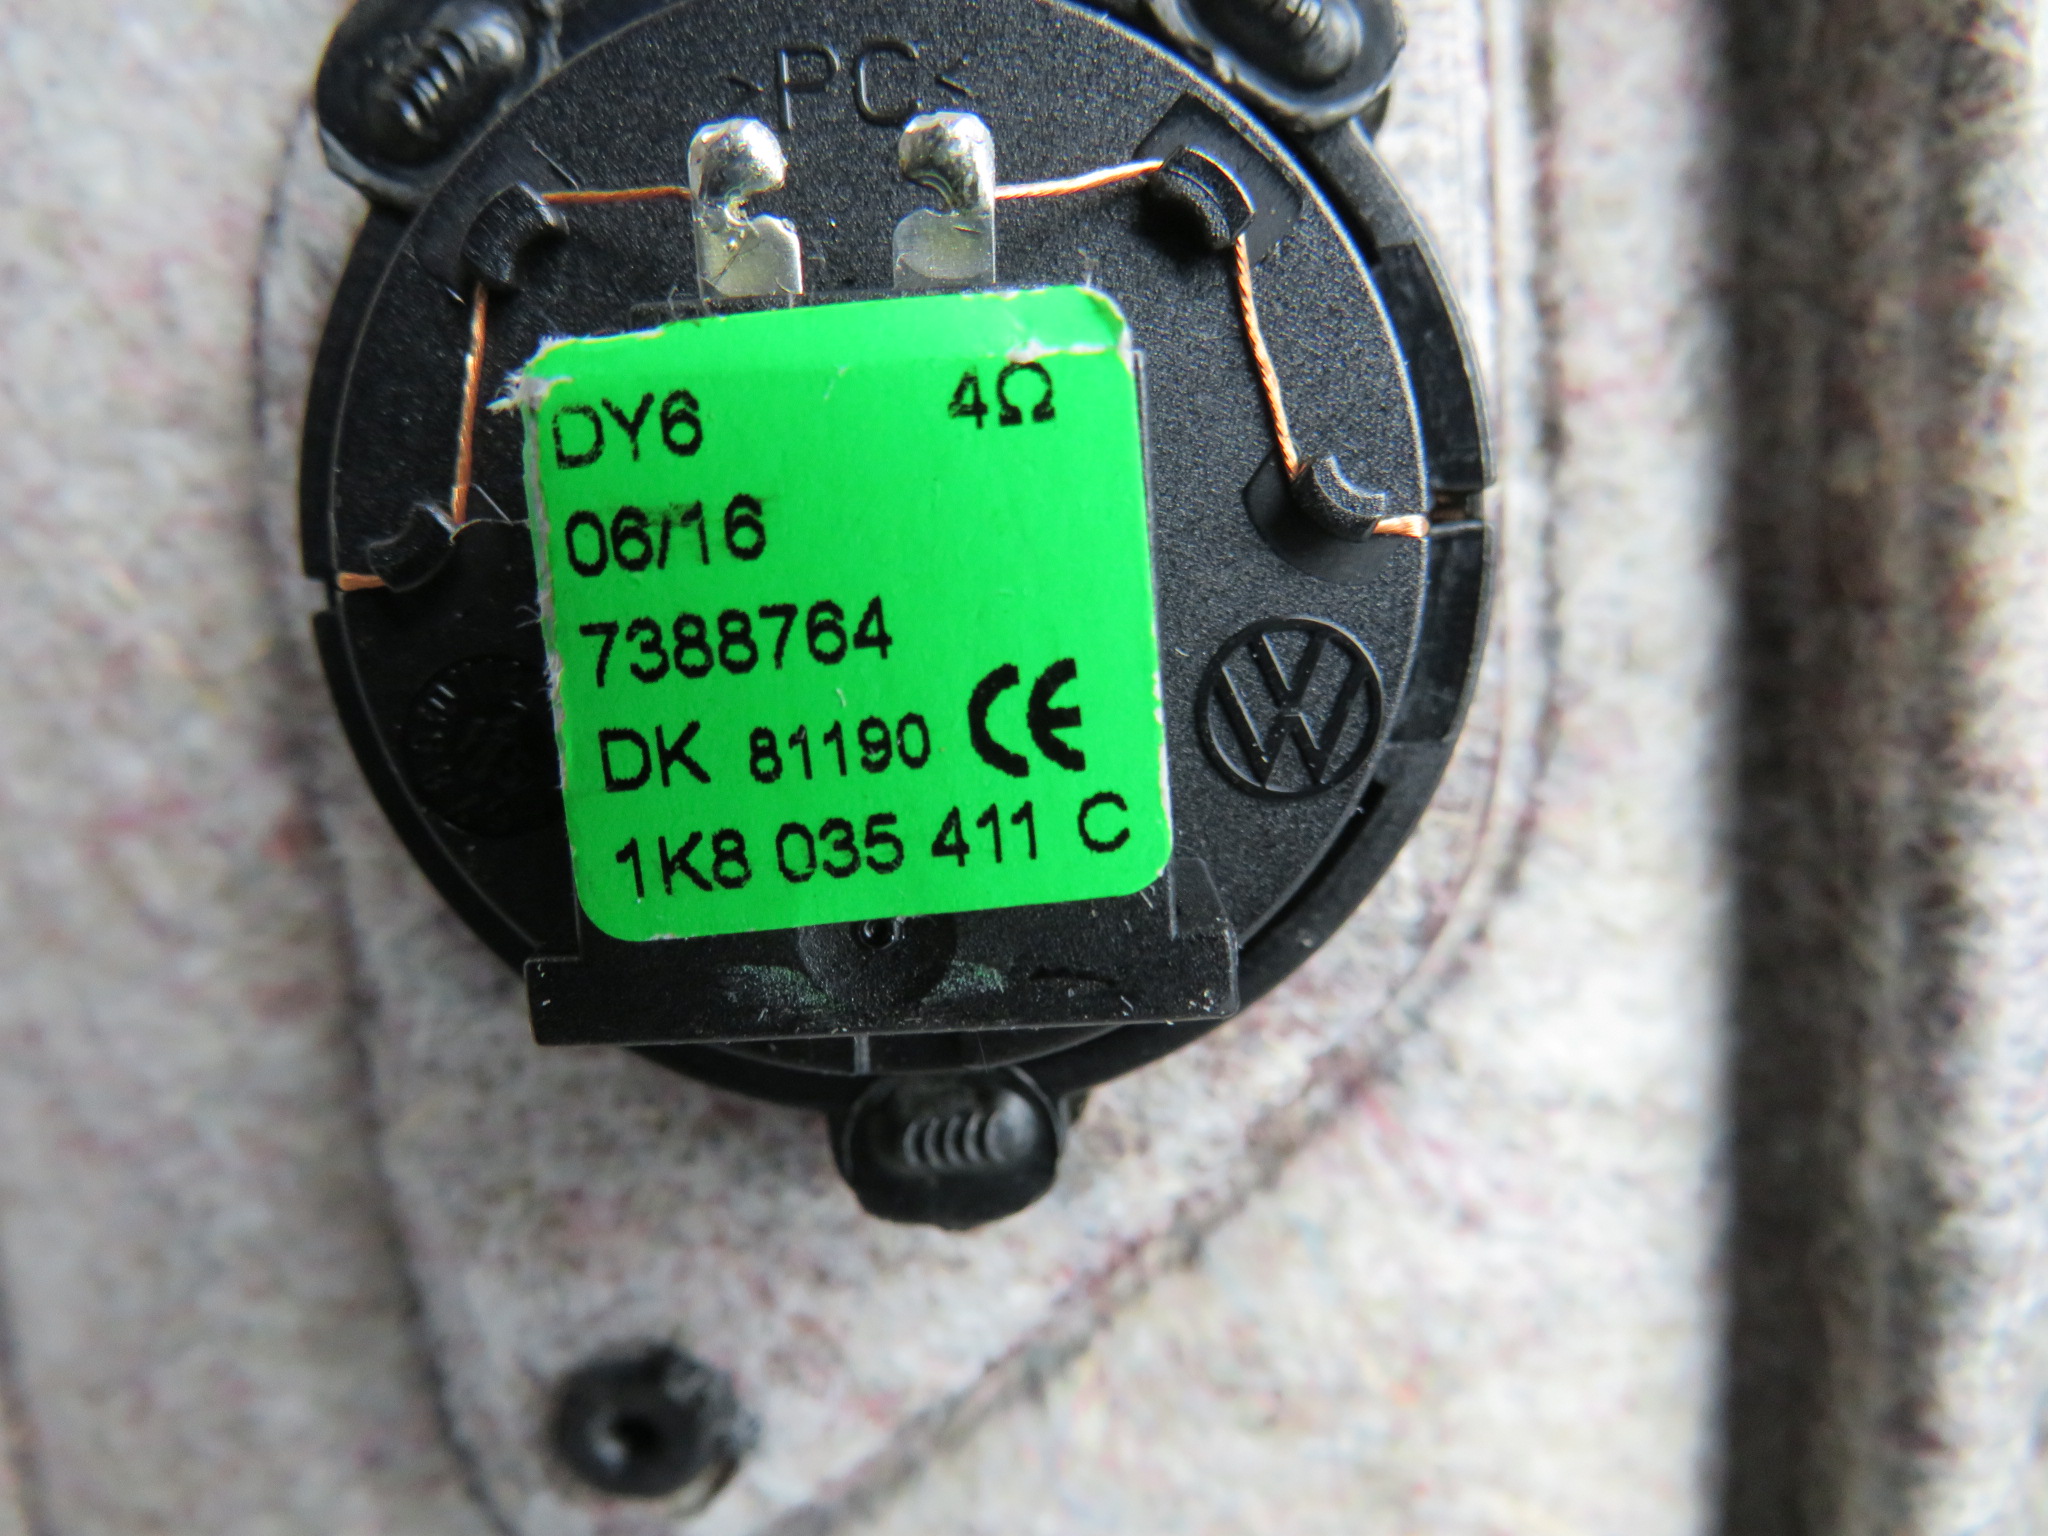 >PC<
DY6 4Ω
06/16
7388764
DK 81190 CE
1K8 035 411 C